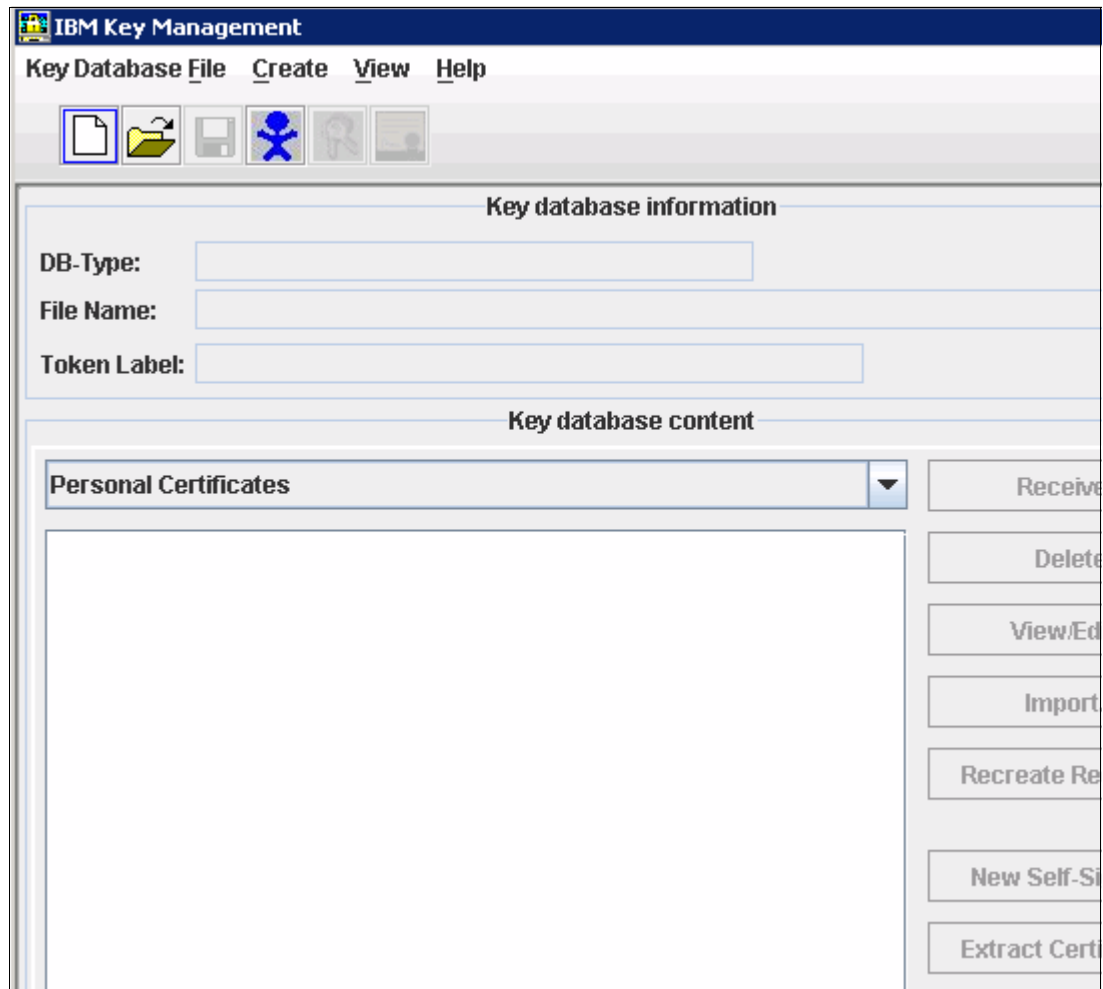 IBM Key Management
Key Database File Create View Help
Key database information
DB-Type:
File Name:
Token Label:
Key database content
Personal Certificates
Receive
Delete
View/Ed
Import.
Recreate Re
New Self-Si
Extract Certi